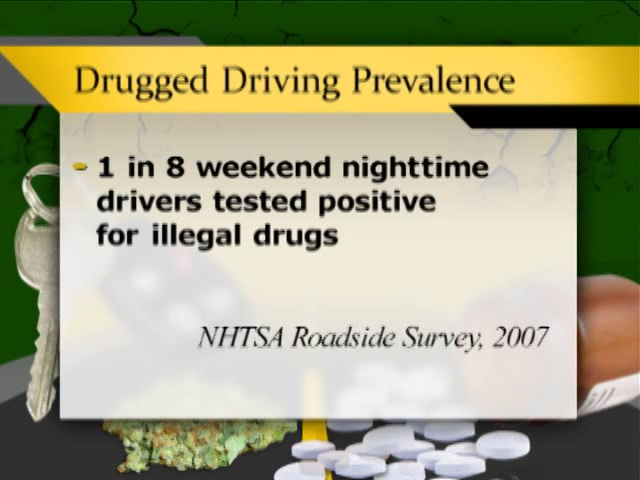 Drugged Driving Prevalence
1 in 8 weekend nighttime
drivers tested positive
for illegal drugs
NHTSA Roadside Survey, 2007